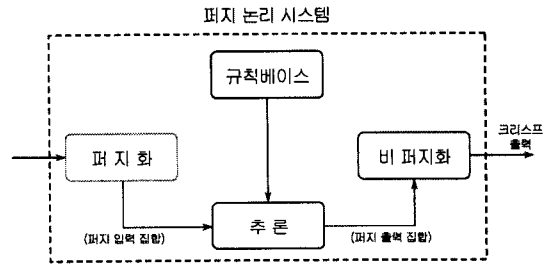 퍼지 논리 시스템
규칙베이스
크리스프
출력
퍼 지 화
비 퍼지화
추 론
(퍼지 입력 집합)
(퍼지 출력 집합)